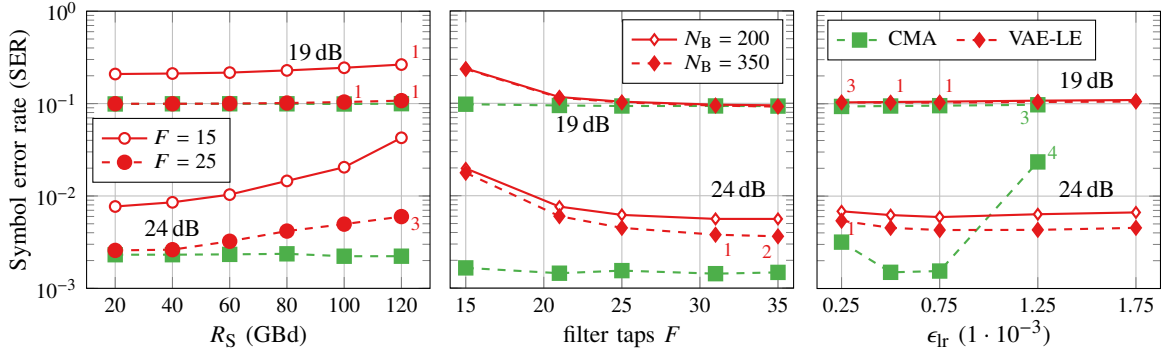 Symbol error rate (SER)
10⁰
10⁻¹
10⁻²
10⁻³
19 dB
1
1
1
F = 15
F = 25
24 dB
3
20 40 60 80 100 120
R_S (GBd)
N_B = 200
N_B = 350
19 dB
24 dB
1 2
15 20 25 30 35
filter taps F
CMA VAE-LE
3 1 1
19 dB
3
4
24 dB
1
0.25 0.75 1.25 1.75
ϵ_lr (1 · 10⁻³)